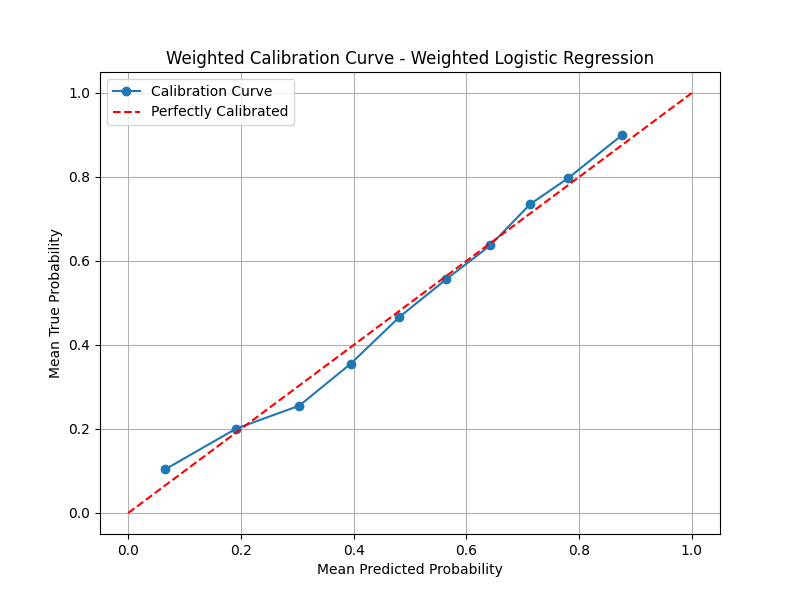 Weighted Calibration Curve - Weighted Logistic Regression
Calibration Curve
Perfectly Calibrated
Mean True Probability
1.0
0.8
0.6
0.4
0.2
0.0
0.0 0.2 0.4 0.6 0.8 1.0
Mean Predicted Probability